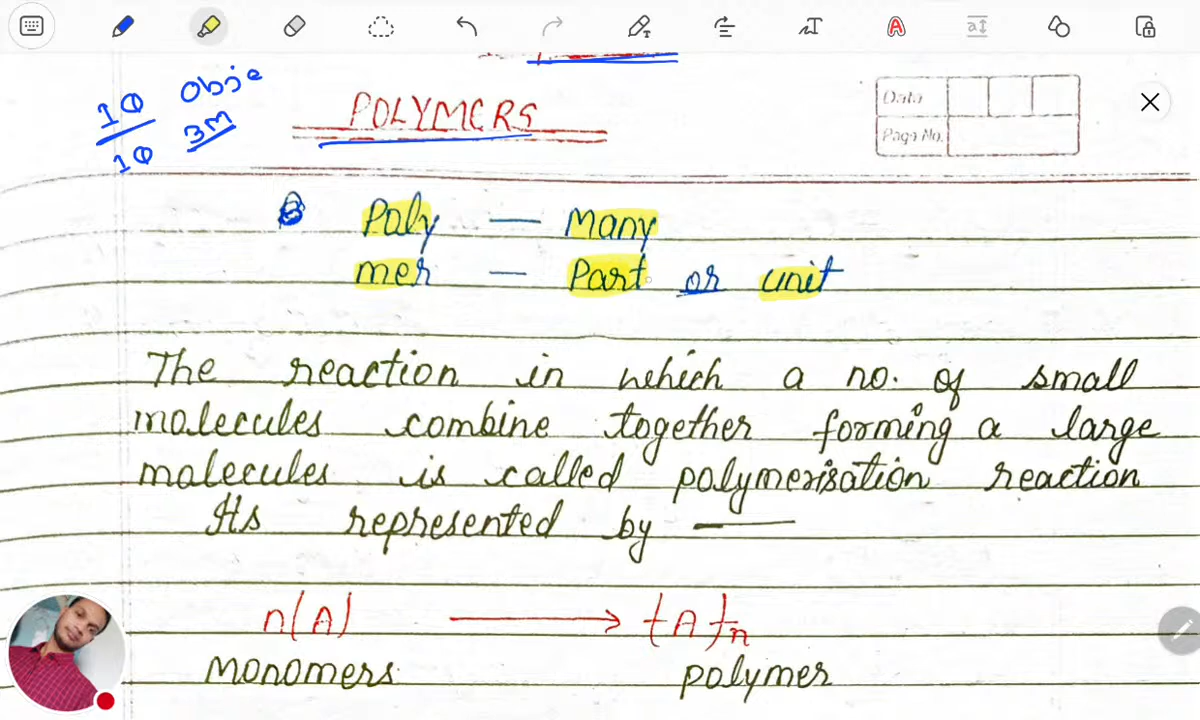 1Q Obje
10 3M
POLYMERS
Data
Page No.
Poly — Many
mer — Part or unit
The reaction in which a no. of small
molecules combine together forming a large
molecules is called polymerisation reaction
Its represented by —
n(A) → (A)n
monomers polymer